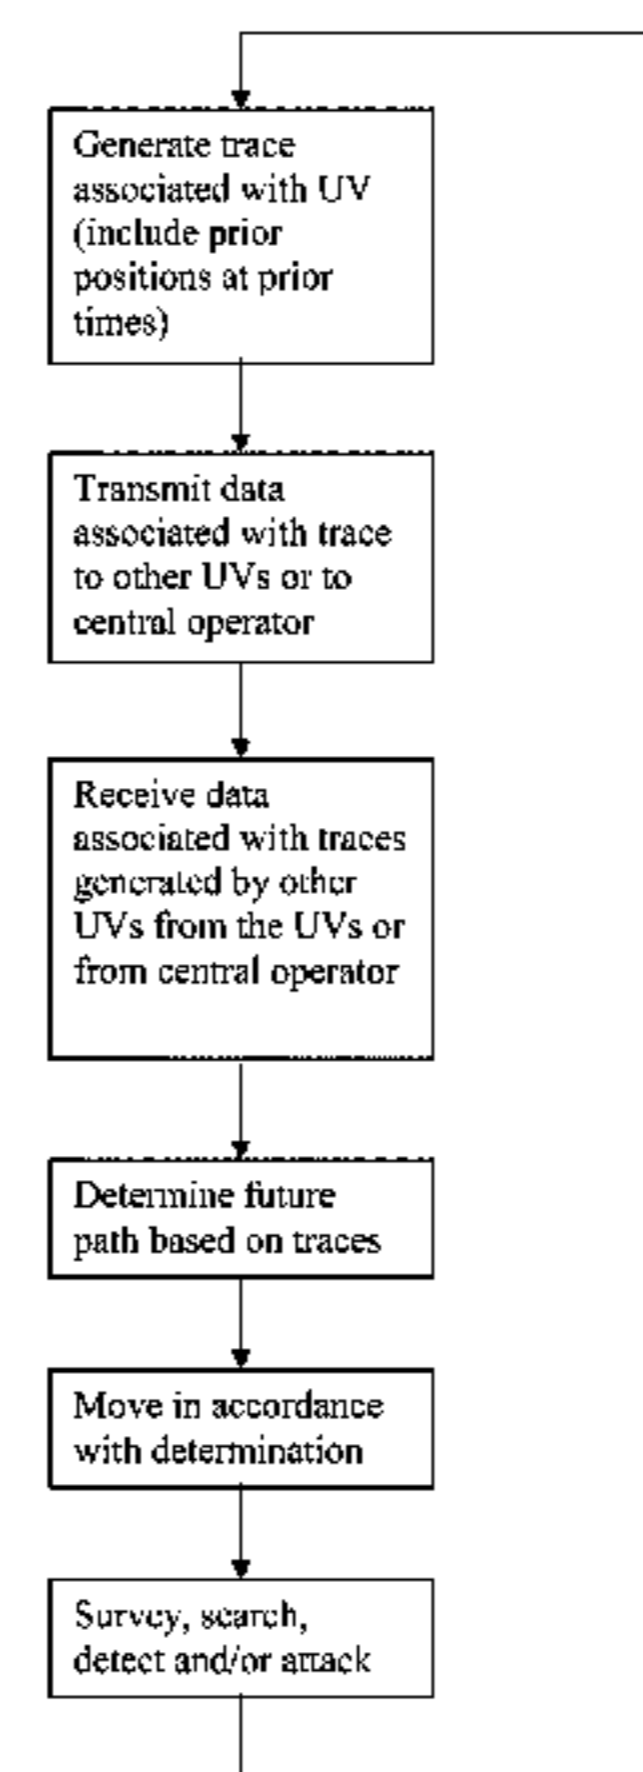 Generate trace
associated with UV
(include prior
positions at prior
times)
Transmit data
associated with trace
to other UVs or to
central operator
Receive data
associated with traces
generated by other
UVs from the UVs or
from central operator
Determine future
path based on traces
Move in accordance
with determination
Survey, search,
detect and/or attack